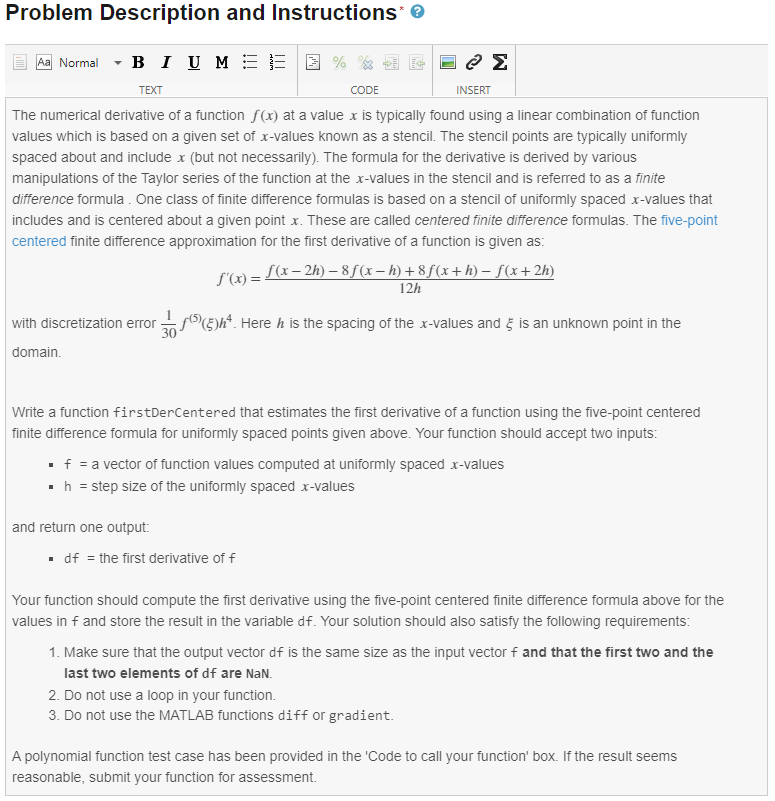 Problem Description and Instructions* ?
Aa Normal B I U M % % Σ
TEXT CODE INSERT
The numerical derivative of a function f(x) at a value x is typically found using a linear combination of function
values which is based on a given set of x-values known as a stencil. The stencil points are typically uniformly
spaced about and include x (but not necessarily). The formula for the derivative is derived by various
manipulations of the Taylor series of the function at the x-values in the stencil and is referred to as a finite
difference formula . One class of finite difference formulas is based on a stencil of uniformly spaced x-values that
includes and is centered about a given point x. These are called centered finite difference formulas. The five-point
centered finite difference approximation for the first derivative of a function is given as:
f′(x) = (f(x − 2h) − 8f(x − h) + 8f(x + h) − f(x + 2h)) / 12h
with discretization error 1/30 f⁽⁵⁾(ξ)h⁴. Here h is the spacing of the x-values and ξ is an unknown point in the
domain.
Write a function firstDerCentered that estimates the first derivative of a function using the five-point centered
finite difference formula for uniformly spaced points given above. Your function should accept two inputs:
▪ f = a vector of function values computed at uniformly spaced x-values
▪ h = step size of the uniformly spaced x-values
and return one output:
▪ df = the first derivative of f
Your function should compute the first derivative using the five-point centered finite difference formula above for the
values in f and store the result in the variable df. Your solution should also satisfy the following requirements:
1. Make sure that the output vector df is the same size as the input vector f and that the first two and the
last two elements of df are NaN.
2. Do not use a loop in your function.
3. Do not use the MATLAB functions diff or gradient.
A polynomial function test case has been provided in the 'Code to call your function' box. If the result seems
reasonable, submit your function for assessment.